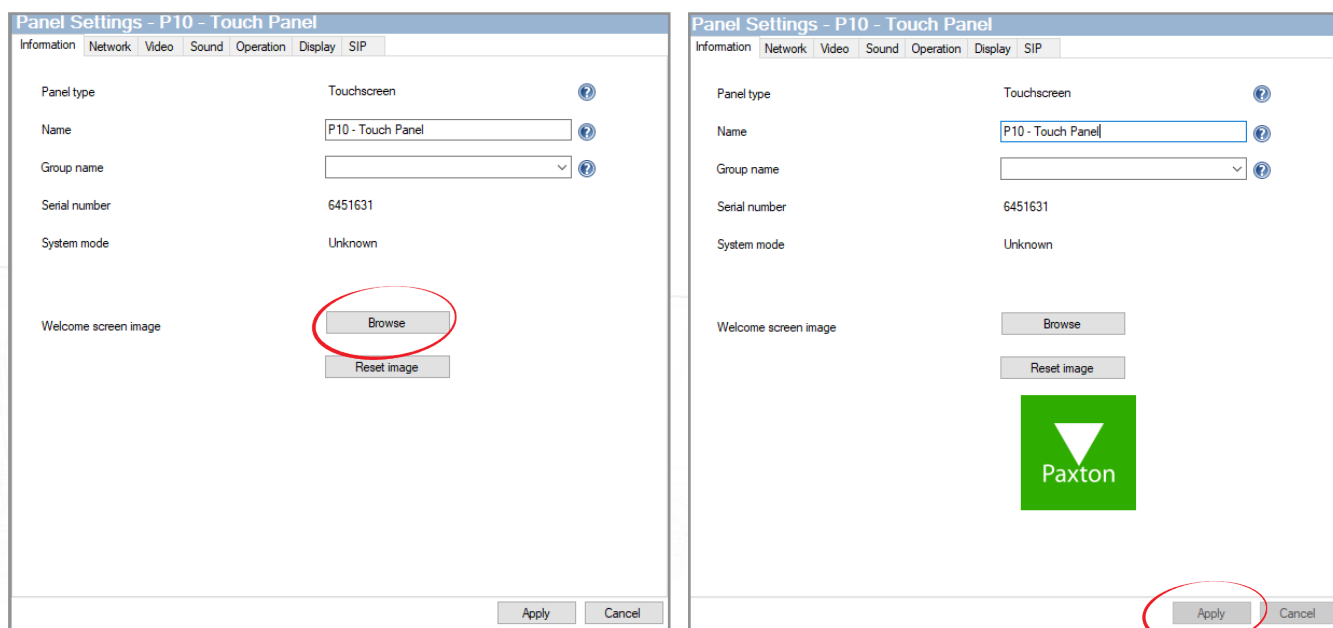 Panel Settings - P10 - Touch Panel
Information Network Video Sound Operation Display SIP
Panel type Touchscreen ?
Name P10 - Touch Panel ?
Group name ?
Serial number 6451631
System mode Unknown
Welcome screen image Browse
Reset image
Apply Cancel
Panel Settings - P10 - Touch Panel
Information Network Video Sound Operation Display SIP
Panel type Touchscreen ?
Name P10 - Touch Panel ?
Group name ?
Serial number 6451631
System mode Unknown
Welcome screen image Browse
Reset image
Paxton
Apply Cancel